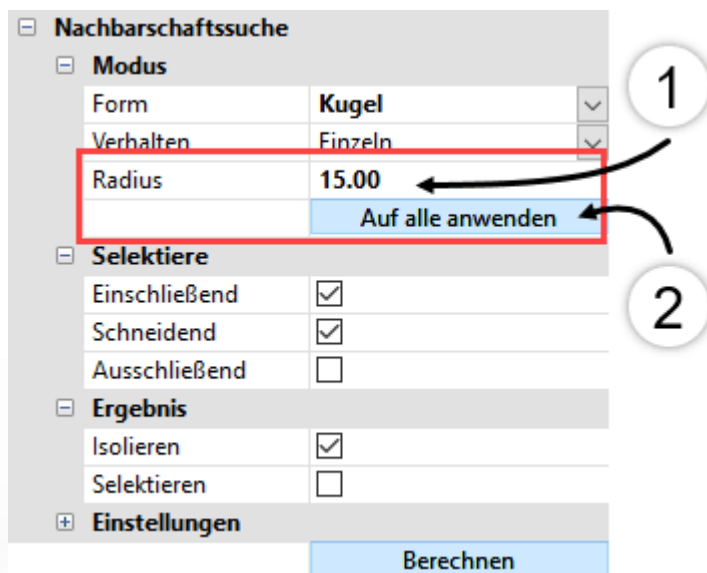 Nachbarschaftssuche
Modus
Form Kugel
Verhalten Einzeln
Radius 15.00
Auf alle anwenden
Selektiere
Einschließend
Schneidend
Ausschließend
Ergebnis
Isolieren
Selektieren
Einstellungen
Berechnen
1
2